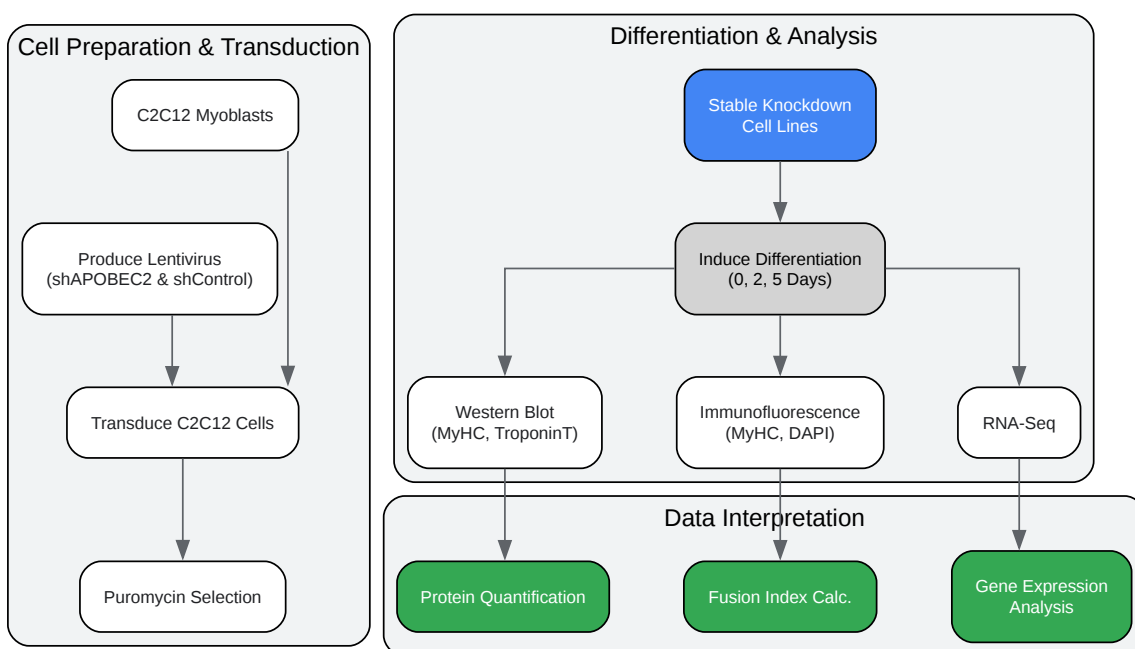 Cell Preparation & Transduction
C2C12 Myoblasts
Produce Lentivirus
(shAPOBEC2 & shControl)
Transduce C2C12 Cells
Puromycin Selection
Differentiation & Analysis
Stable Knockdown
Cell Lines
Induce Differentiation
(0, 2, 5 Days)
Western Blot
(MyHC, TroponinT)
Immunofluorescence
(MyHC, DAPI)
RNA-Seq
Data Interpretation
Protein Quantification
Fusion Index Calc.
Gene Expression
Analysis